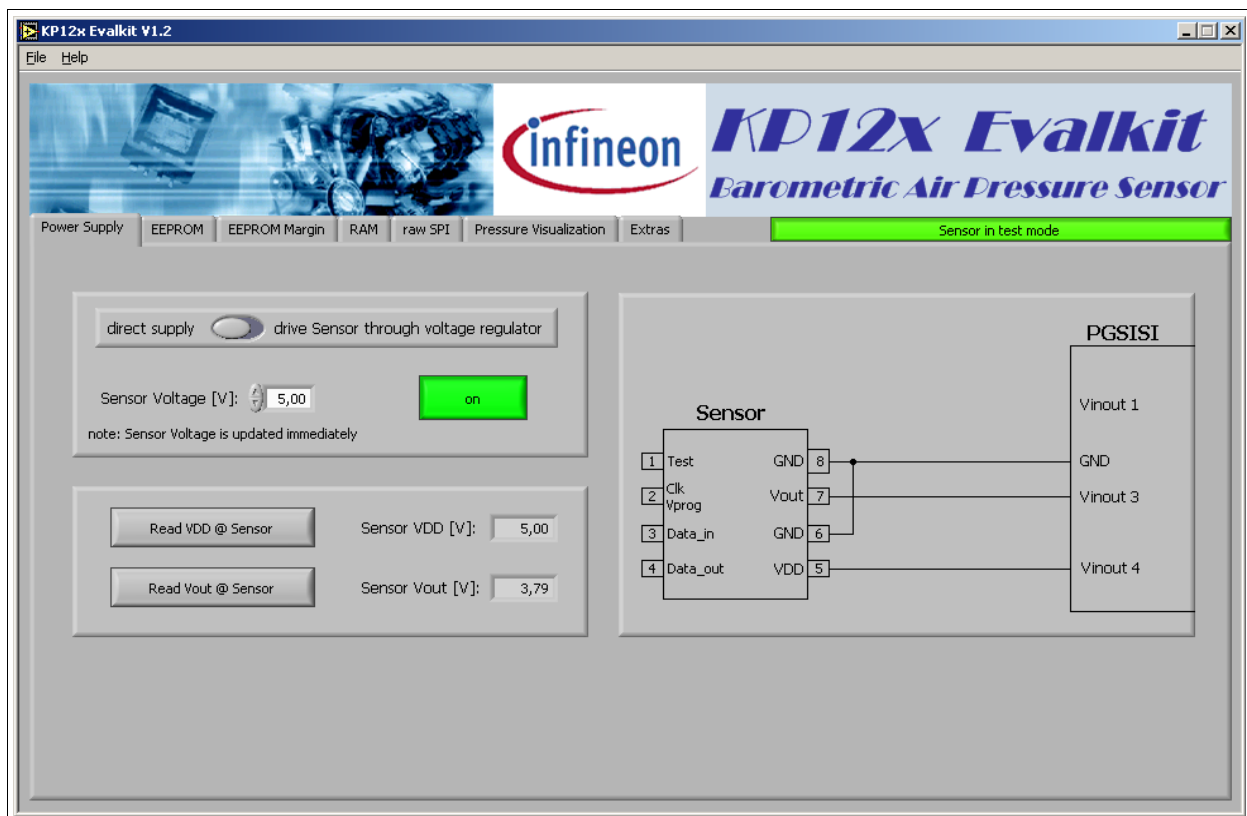 KP12x Evalkit V1.2
File Help
infineon
KP12x Evalkit
Barometric Air Pressure Sensor
Power Supply EEPROM EEPROM Margin RAM raw SPI Pressure Visualization Extras Sensor in test mode
direct supply drive Sensor through voltage regulator
Sensor Voltage [V]: 5,00 on
note: Sensor Voltage is updated immediately
Read VDD @ Sensor Sensor VDD [V]: 5,00
Read Vout @ Sensor Sensor Vout [V]: 3,79
PGSISI
Vinout 1
Sensor
1 Test GND 8 GND
2 Clk Vprog Vout 7 Vinout 3
3 Data_in GND 6
4 Data_out VDD 5 Vinout 4